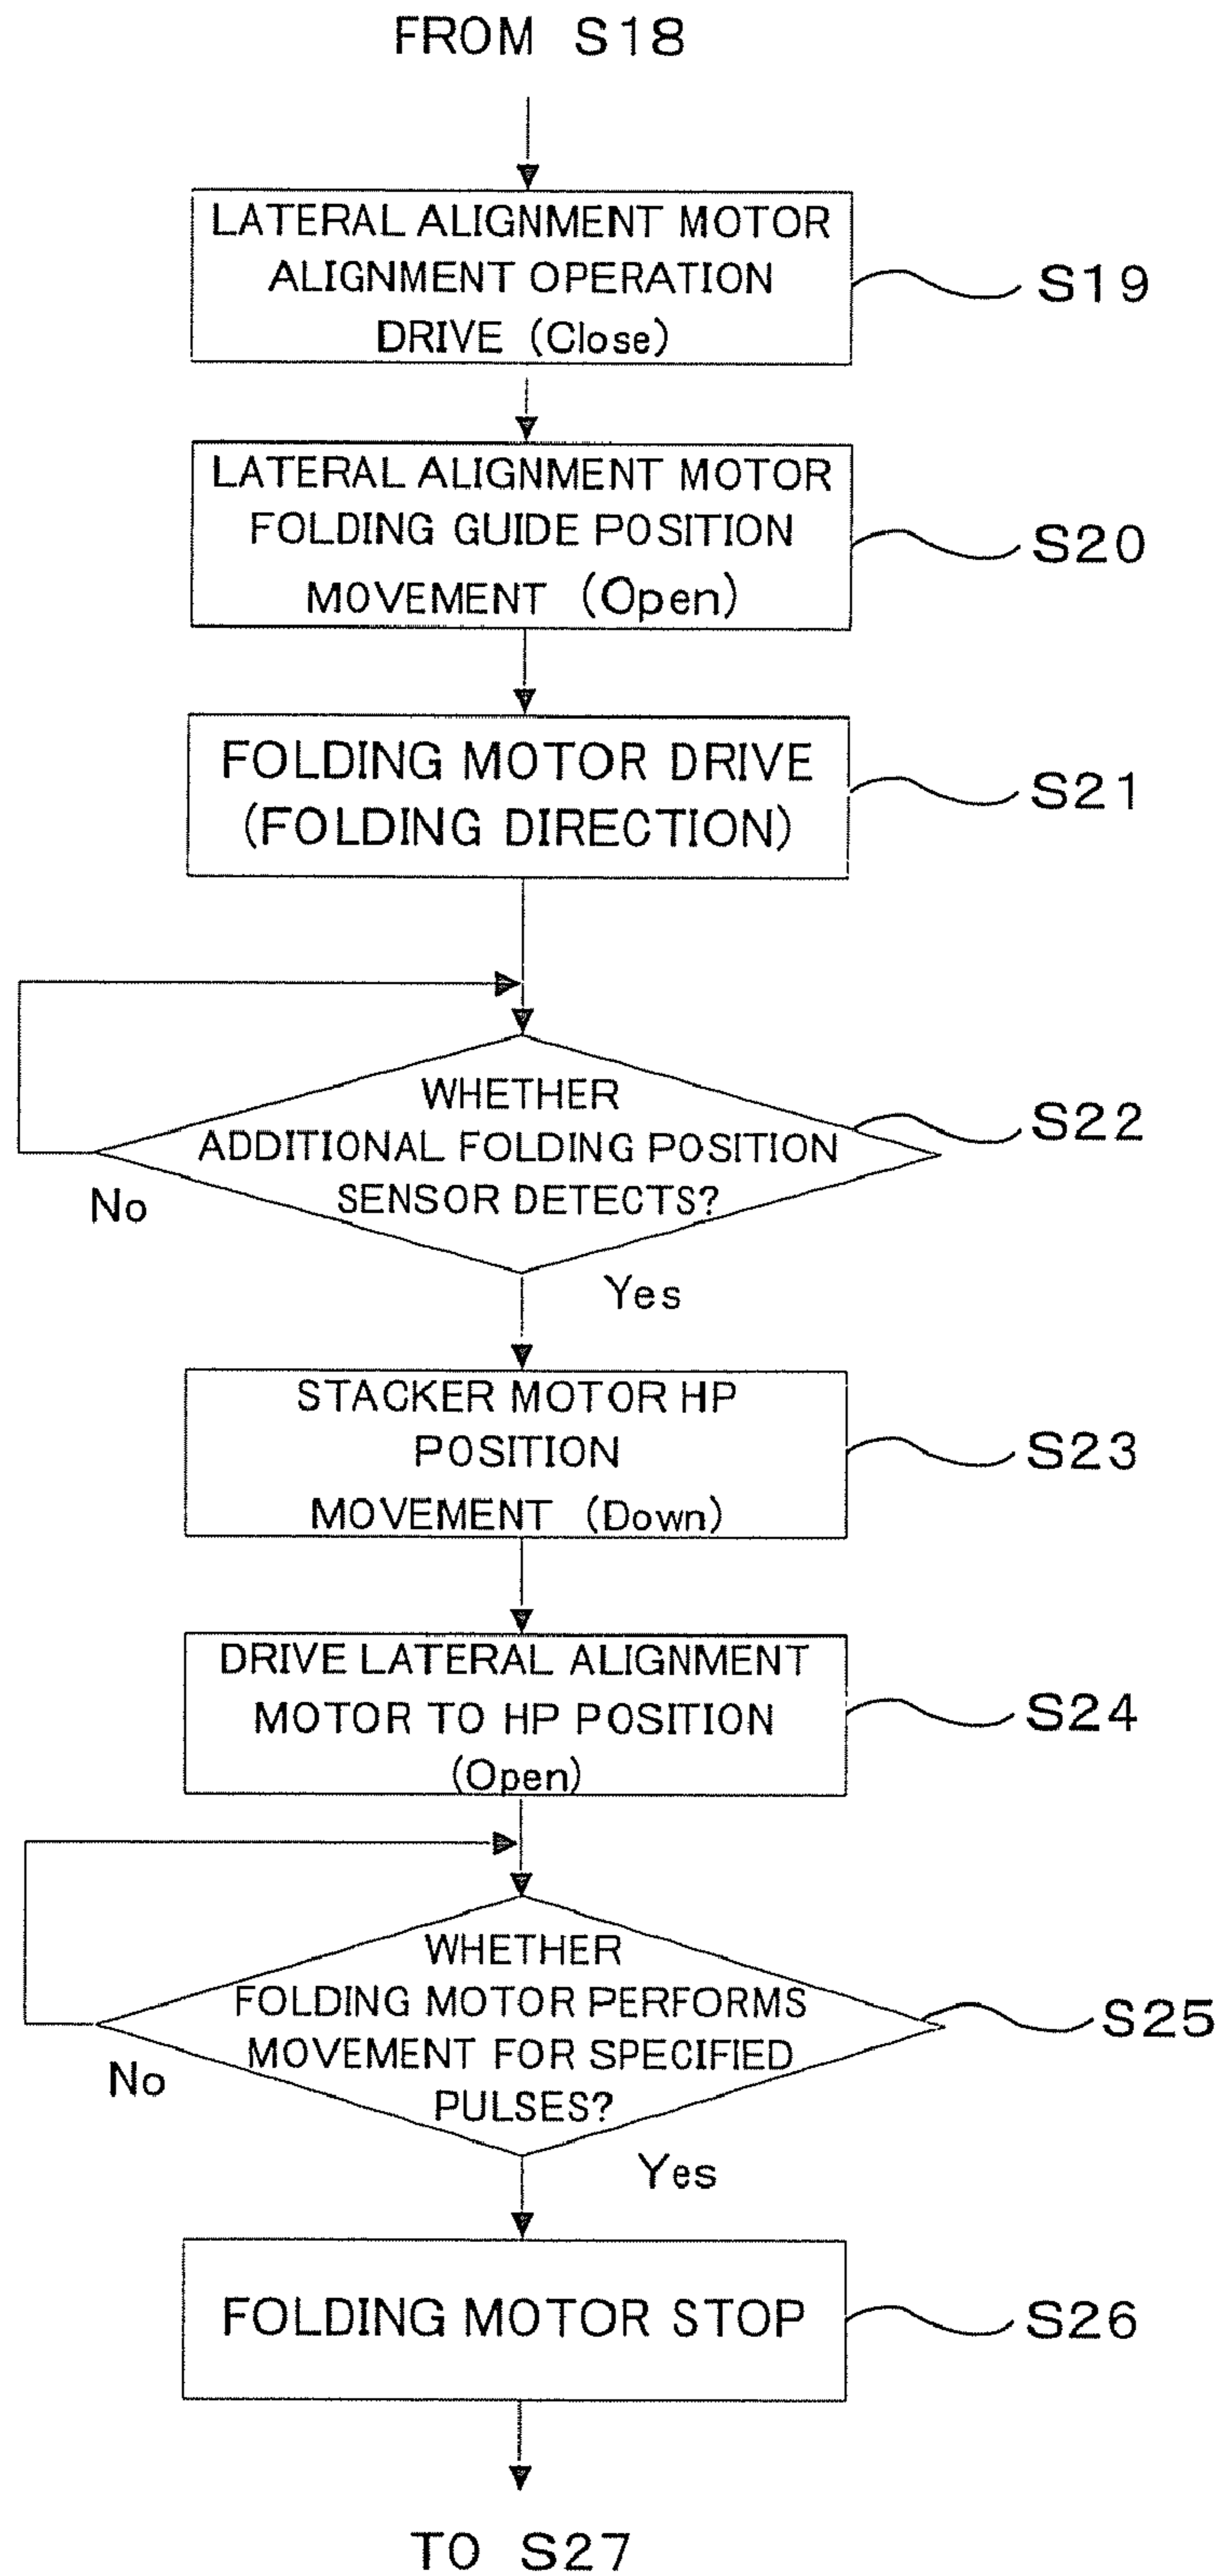 FROM S18
LATERAL ALIGNMENT MOTOR
ALIGNMENT OPERATION
DRIVE (Close)
S19
LATERAL ALIGNMENT MOTOR
FOLDING GUIDE POSITION
MOVEMENT (Open)
S20
FOLDING MOTOR DRIVE
(FOLDING DIRECTION)
S21
WHETHER
ADDITIONAL FOLDING POSITION
SENSOR DETECTS?
S22
No
Yes
STACKER MOTOR HP
POSITION
MOVEMENT (Down)
S23
DRIVE LATERAL ALIGNMENT
MOTOR TO HP POSITION
(Open)
S24
WHETHER
FOLDING MOTOR PERFORMS
MOVEMENT FOR SPECIFIED
PULSES?
S25
No
Yes
FOLDING MOTOR STOP
S26
TO S27